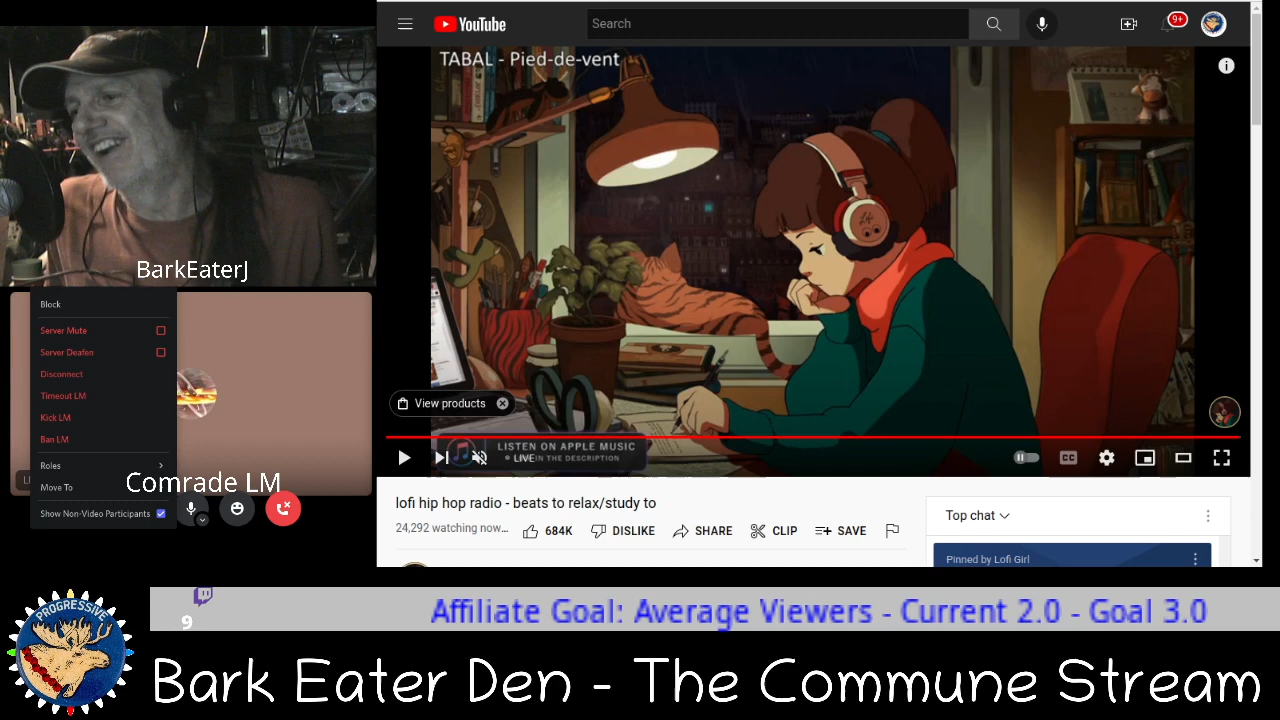 YouTube
Search
9+
TABAL - Pied-de-vent
BarkEaterJ
Block
Server Mute
Server Deafen
Disconnect
Timeout LM
Kick LM
Ban LM
Roles
Move To
Show Non-Video Participants
Comrade LM
View products
LISTEN ON APPLE MUSIC
LIVE IN THE DESCRIPTION
CC
lofi hip hop radio - beats to relax/study to
24,292 watching now...
684K
DISLIKE
SHARE
CLIP
SAVE
Top chat
Pinned by Lofi Girl
PROGRESSIVE
9
Affiliate Goal: Average Viewers - Current 2.0 - Goal 3.0
Bark Eater Den - The Commune Stream